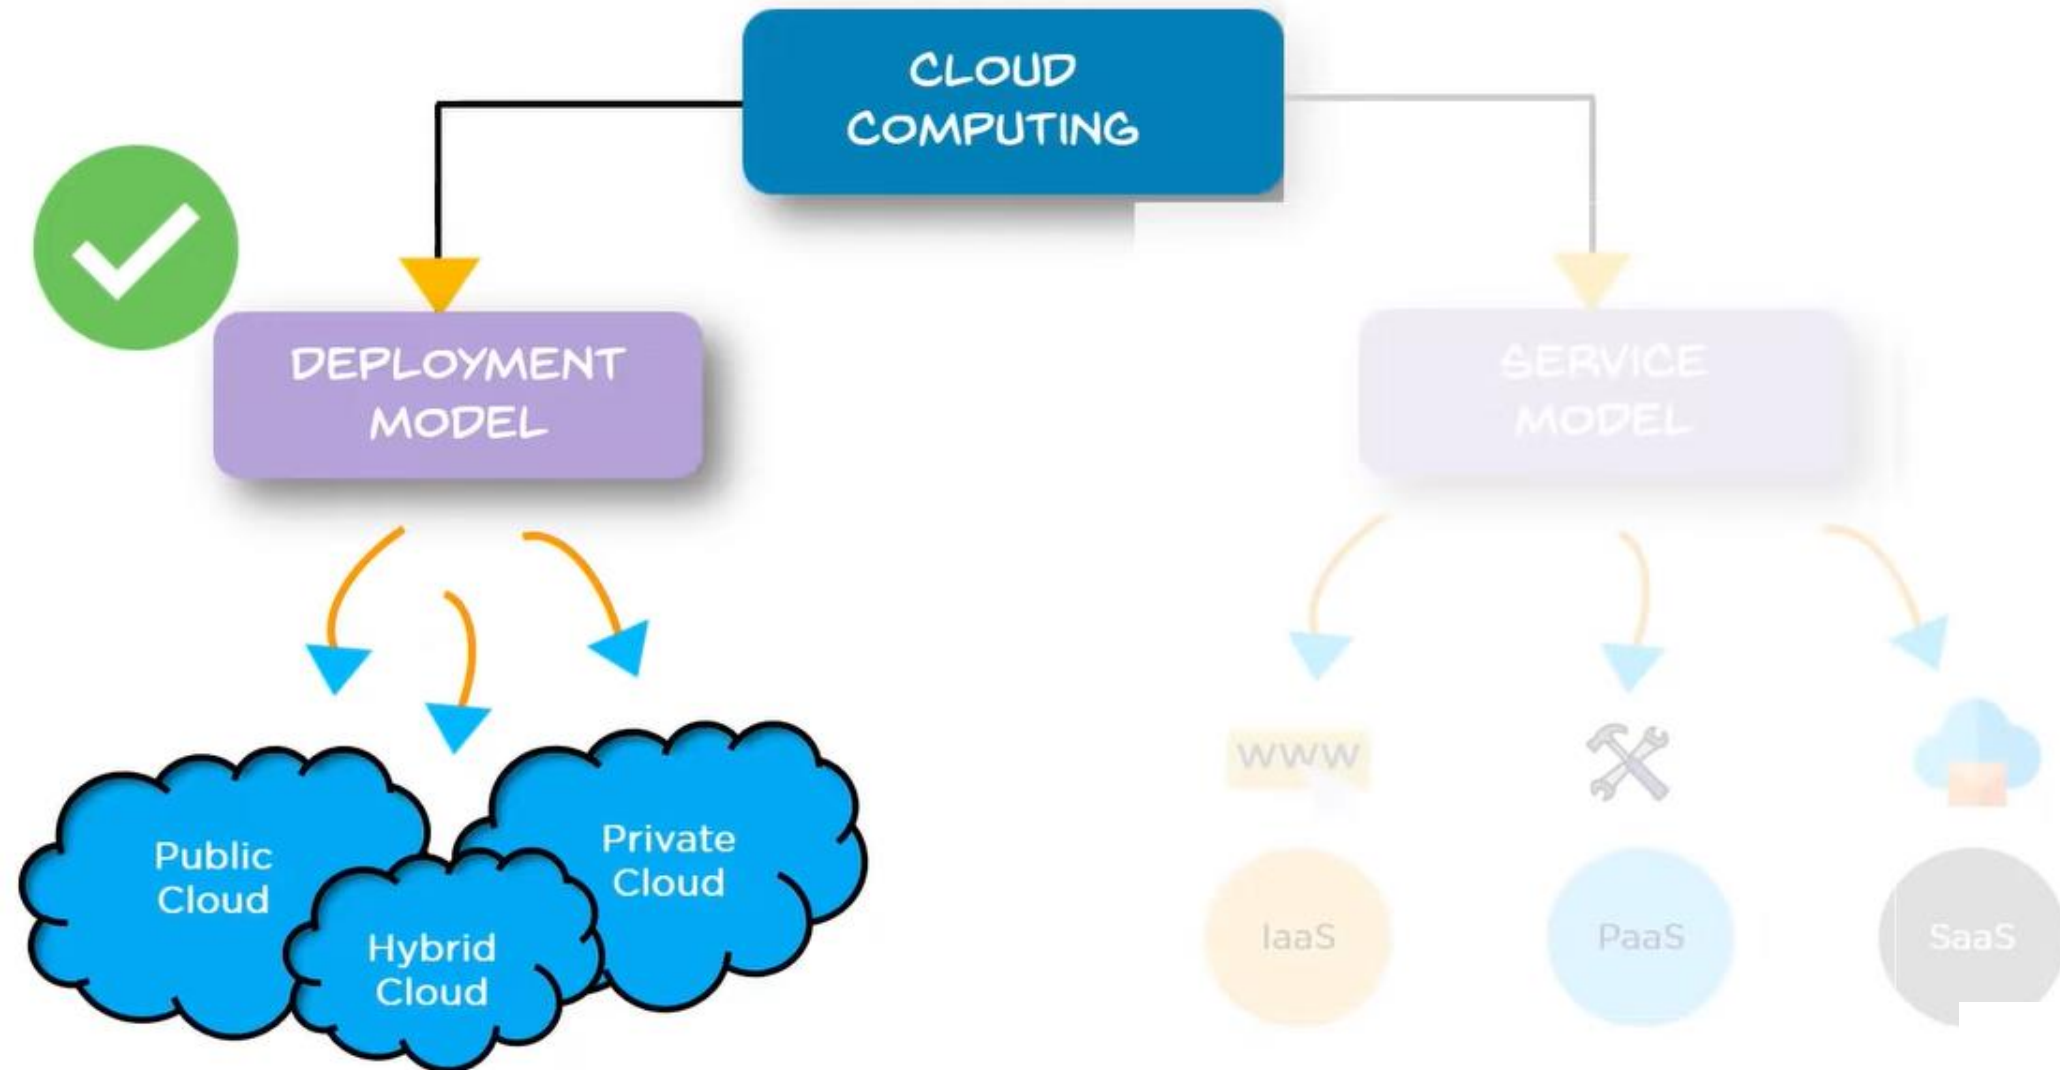 CLOUD
COMPUTING
DEPLOYMENT
MODEL
SERVICE
MODEL
Public
Cloud
Private
Cloud
Hybrid
Cloud
WWW
IaaS
PaaS
SaaS